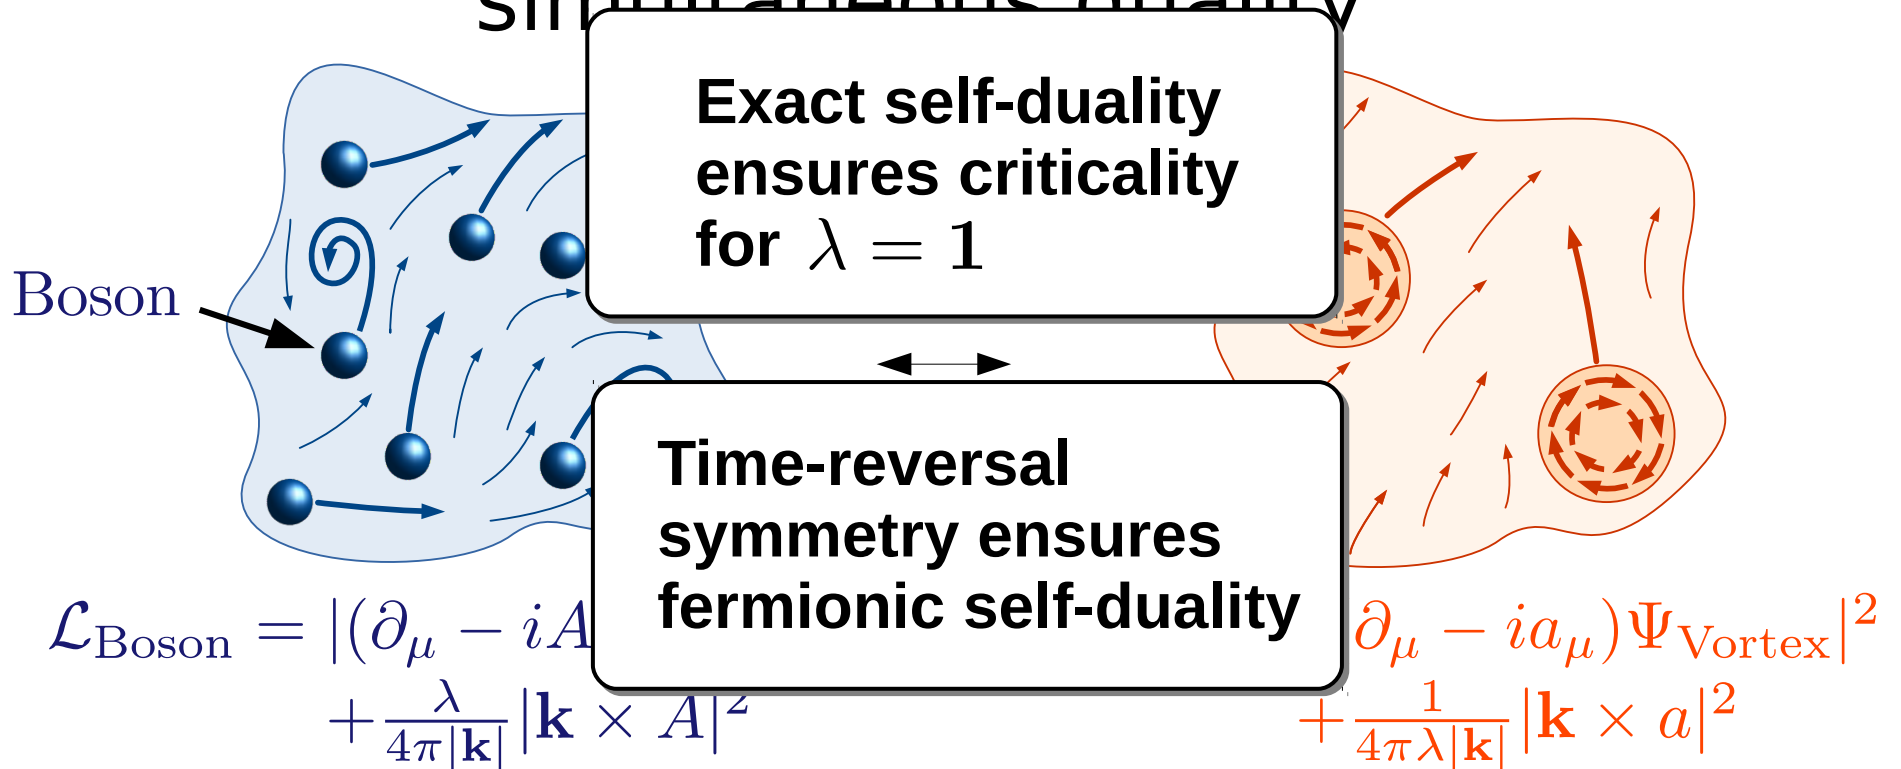 Exact self-duality
ensures criticality
for λ = 1
Boson
Time-reversal
symmetry ensures
fermionic self-duality
ℒ_Boson = |(∂_μ − iA
∂_μ − ia_μ)Ψ_Vortex|²
+ λ/4π|𝐤| |𝐤 × A|²
+ 1/4πλ|𝐤| |𝐤 × a|²